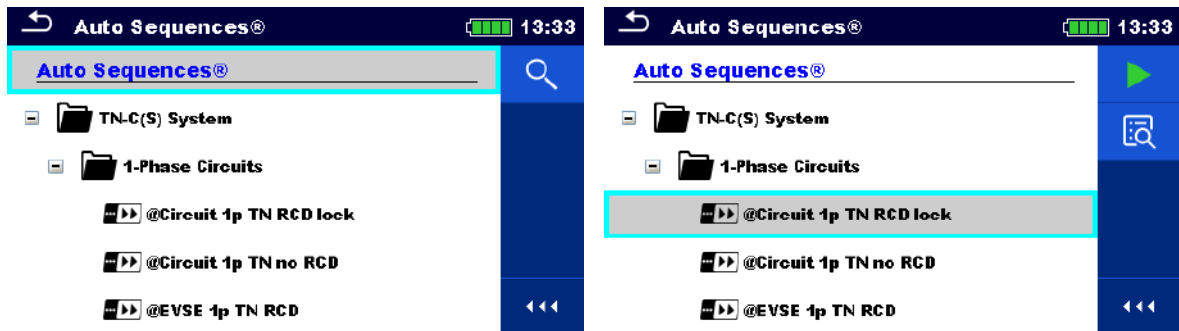 Auto Sequences® 13:33
Auto Sequences®
TN-C(S) System
1-Phase Circuits
@Circuit 1p TN RCD lock
@Circuit 1p TN no RCD
@EVSE 1p TN RCD
Auto Sequences® 13:33
Auto Sequences®
TN-C(S) System
1-Phase Circuits
@Circuit 1p TN RCD lock
@Circuit 1p TN no RCD
@EVSE 1p TN RCD